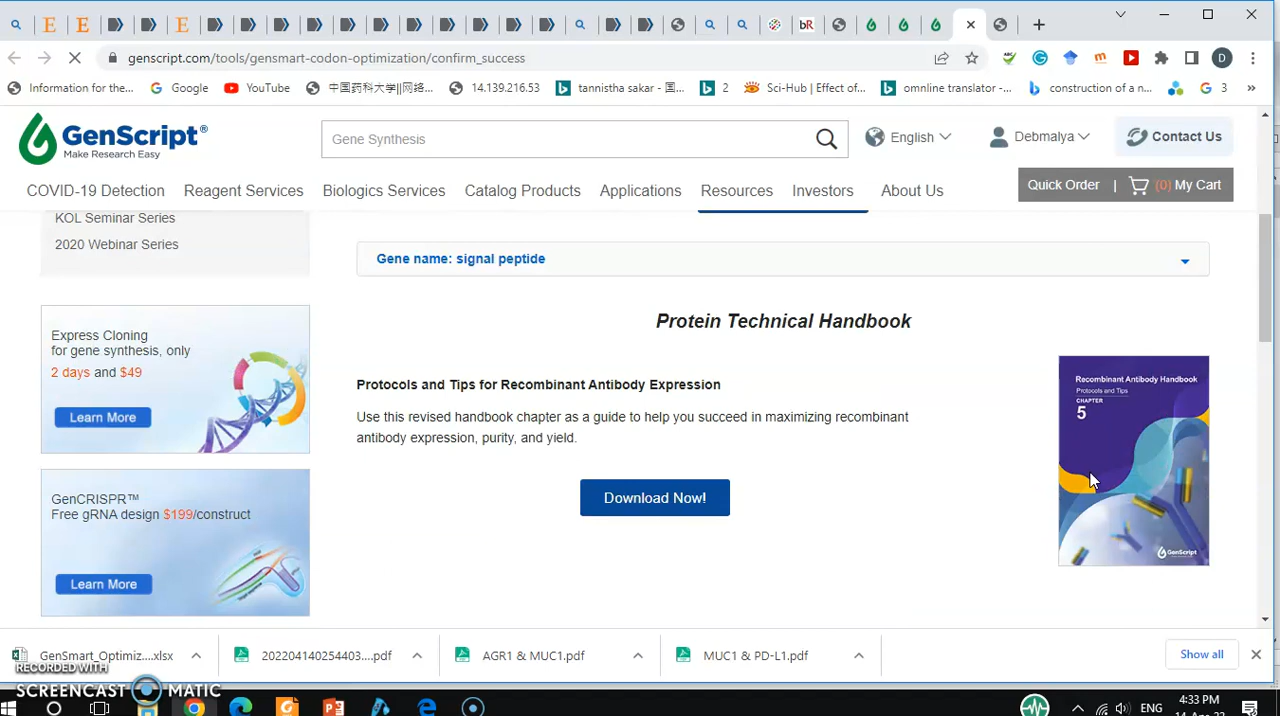 genscript.com/tools/gensmart-codon-optimization/confirm_success
D
Information for the...
Google
YouTube
中国药科大学||网络...
14.139.216.53
tannistha sakar - 国...
2
Sci-Hub | Effect of...
omnline translator -...
construction of a n...
3
»
GenScript®
Make Research Easy
Gene Synthesis
English
Debmalya
Contact Us
COVID-19 Detection
Reagent Services
Biologics Services
Catalog Products
Applications
Resources
Investors
About Us
Quick Order | (0) My Cart
KOL Seminar Series
2020 Webinar Series
Gene name: signal peptide
Express Cloning
for gene synthesis, only
2 days and $49
Learn More
Protein Technical Handbook
Protocols and Tips for Recombinant Antibody Expression
Use this revised handbook chapter as a guide to help you succeed in maximizing recombinant
antibody expression, purity, and yield.
Download Now!
Recombinant Antibody Handbook
Protocols and Tips
CHAPTER
5
GenScript
GenCRISPR™
Free gRNA design $199/construct
Learn More
GenSmart_Optimiz....xlsx
202204140254403....pdf
AGR1 & MUC1.pdf
MUC1 & PD-L1.pdf
Show all
RECORDED WITH
SCREENCAST MATIC
ENG
4:33 PM